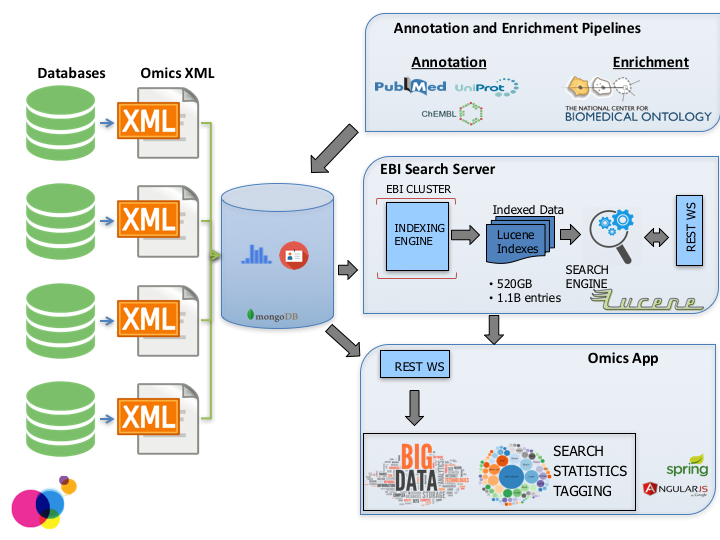 Annotation and Enrichment Pipelines
Annotation
Enrichment
PubMed
UniProt
ChEMBL
THE NATIONAL CENTER FOR
BIOMEDICAL ONTOLOGY
Databases
Omics XML
XML
XML
XML
XML
mongoDB
EBI Search Server
EBI CLUSTER
INDEXING
ENGINE
Indexed Data
Lucene
Indexes
• 520GB
• 1.1B entries
SEARCH
ENGINE
Lucene
REST WS
Omics App
REST WS
BIG
DATA
SEARCH
STATISTICS
TAGGING
spring
ANGULARJS
by Google